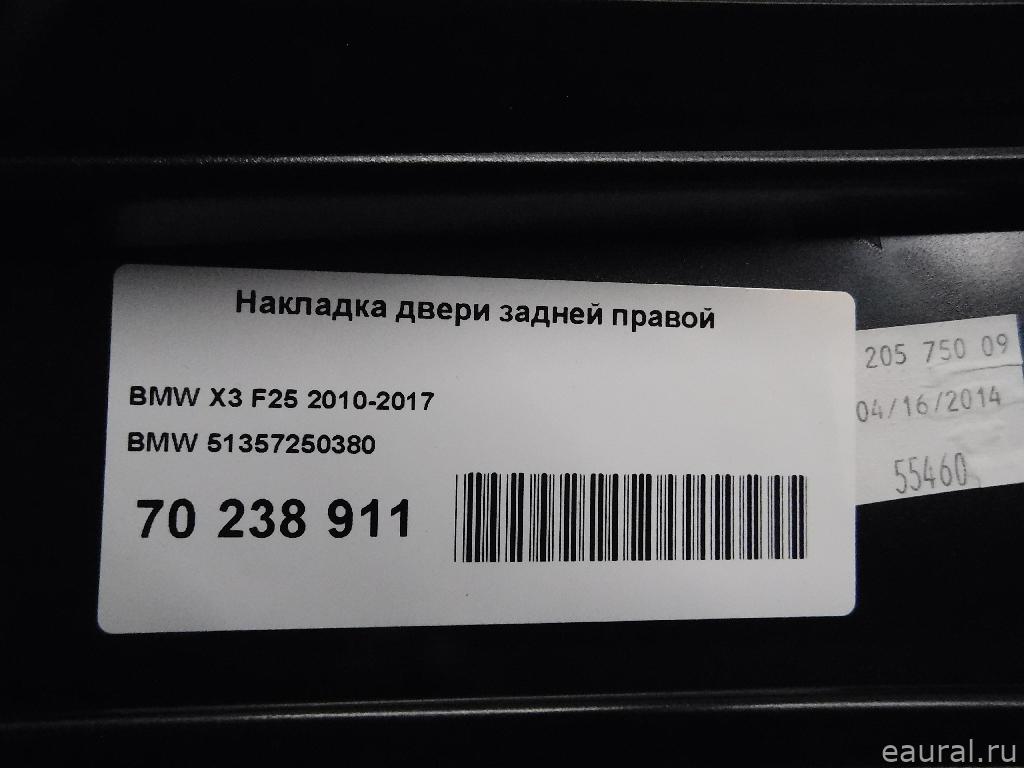 Накладка двери задней правой
BMW X3 F25 2010-2017
BMW 51357250380
70 238 911
205 750 09
04/16/2014
55460
eaural.ru